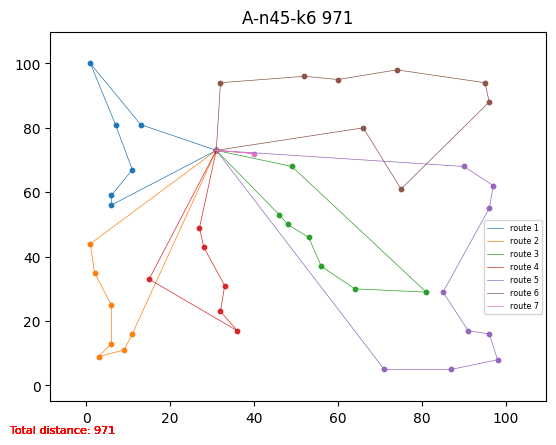 A-n45-k6 971
100
80
60
40
20
0
route 1
route 2
route 3
route 4
route 5
route 6
route 7
0 20 40 60 80 100
Total distance: 971